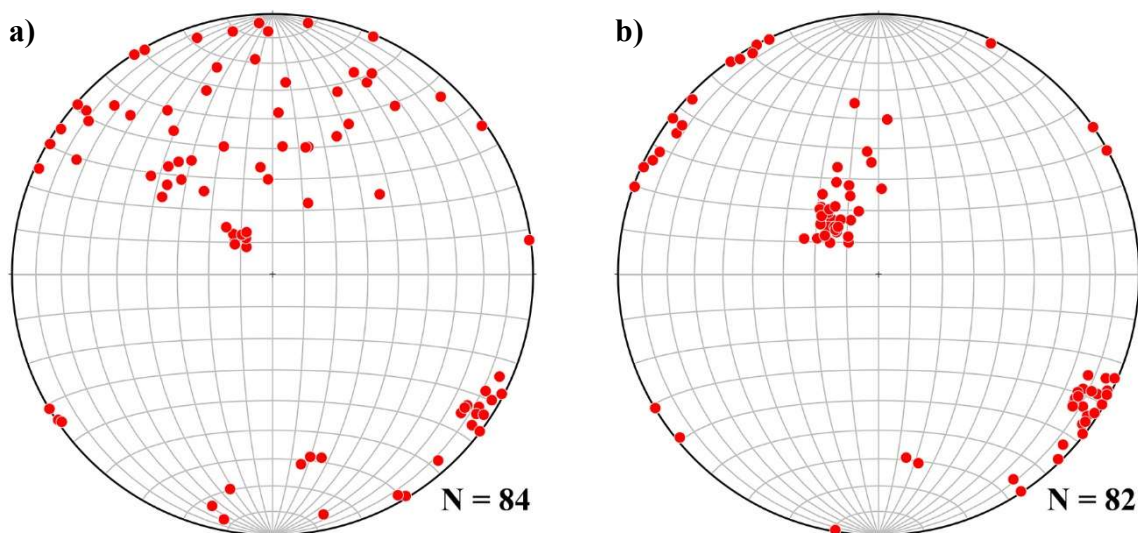 a)
b)
N = 84
N = 82